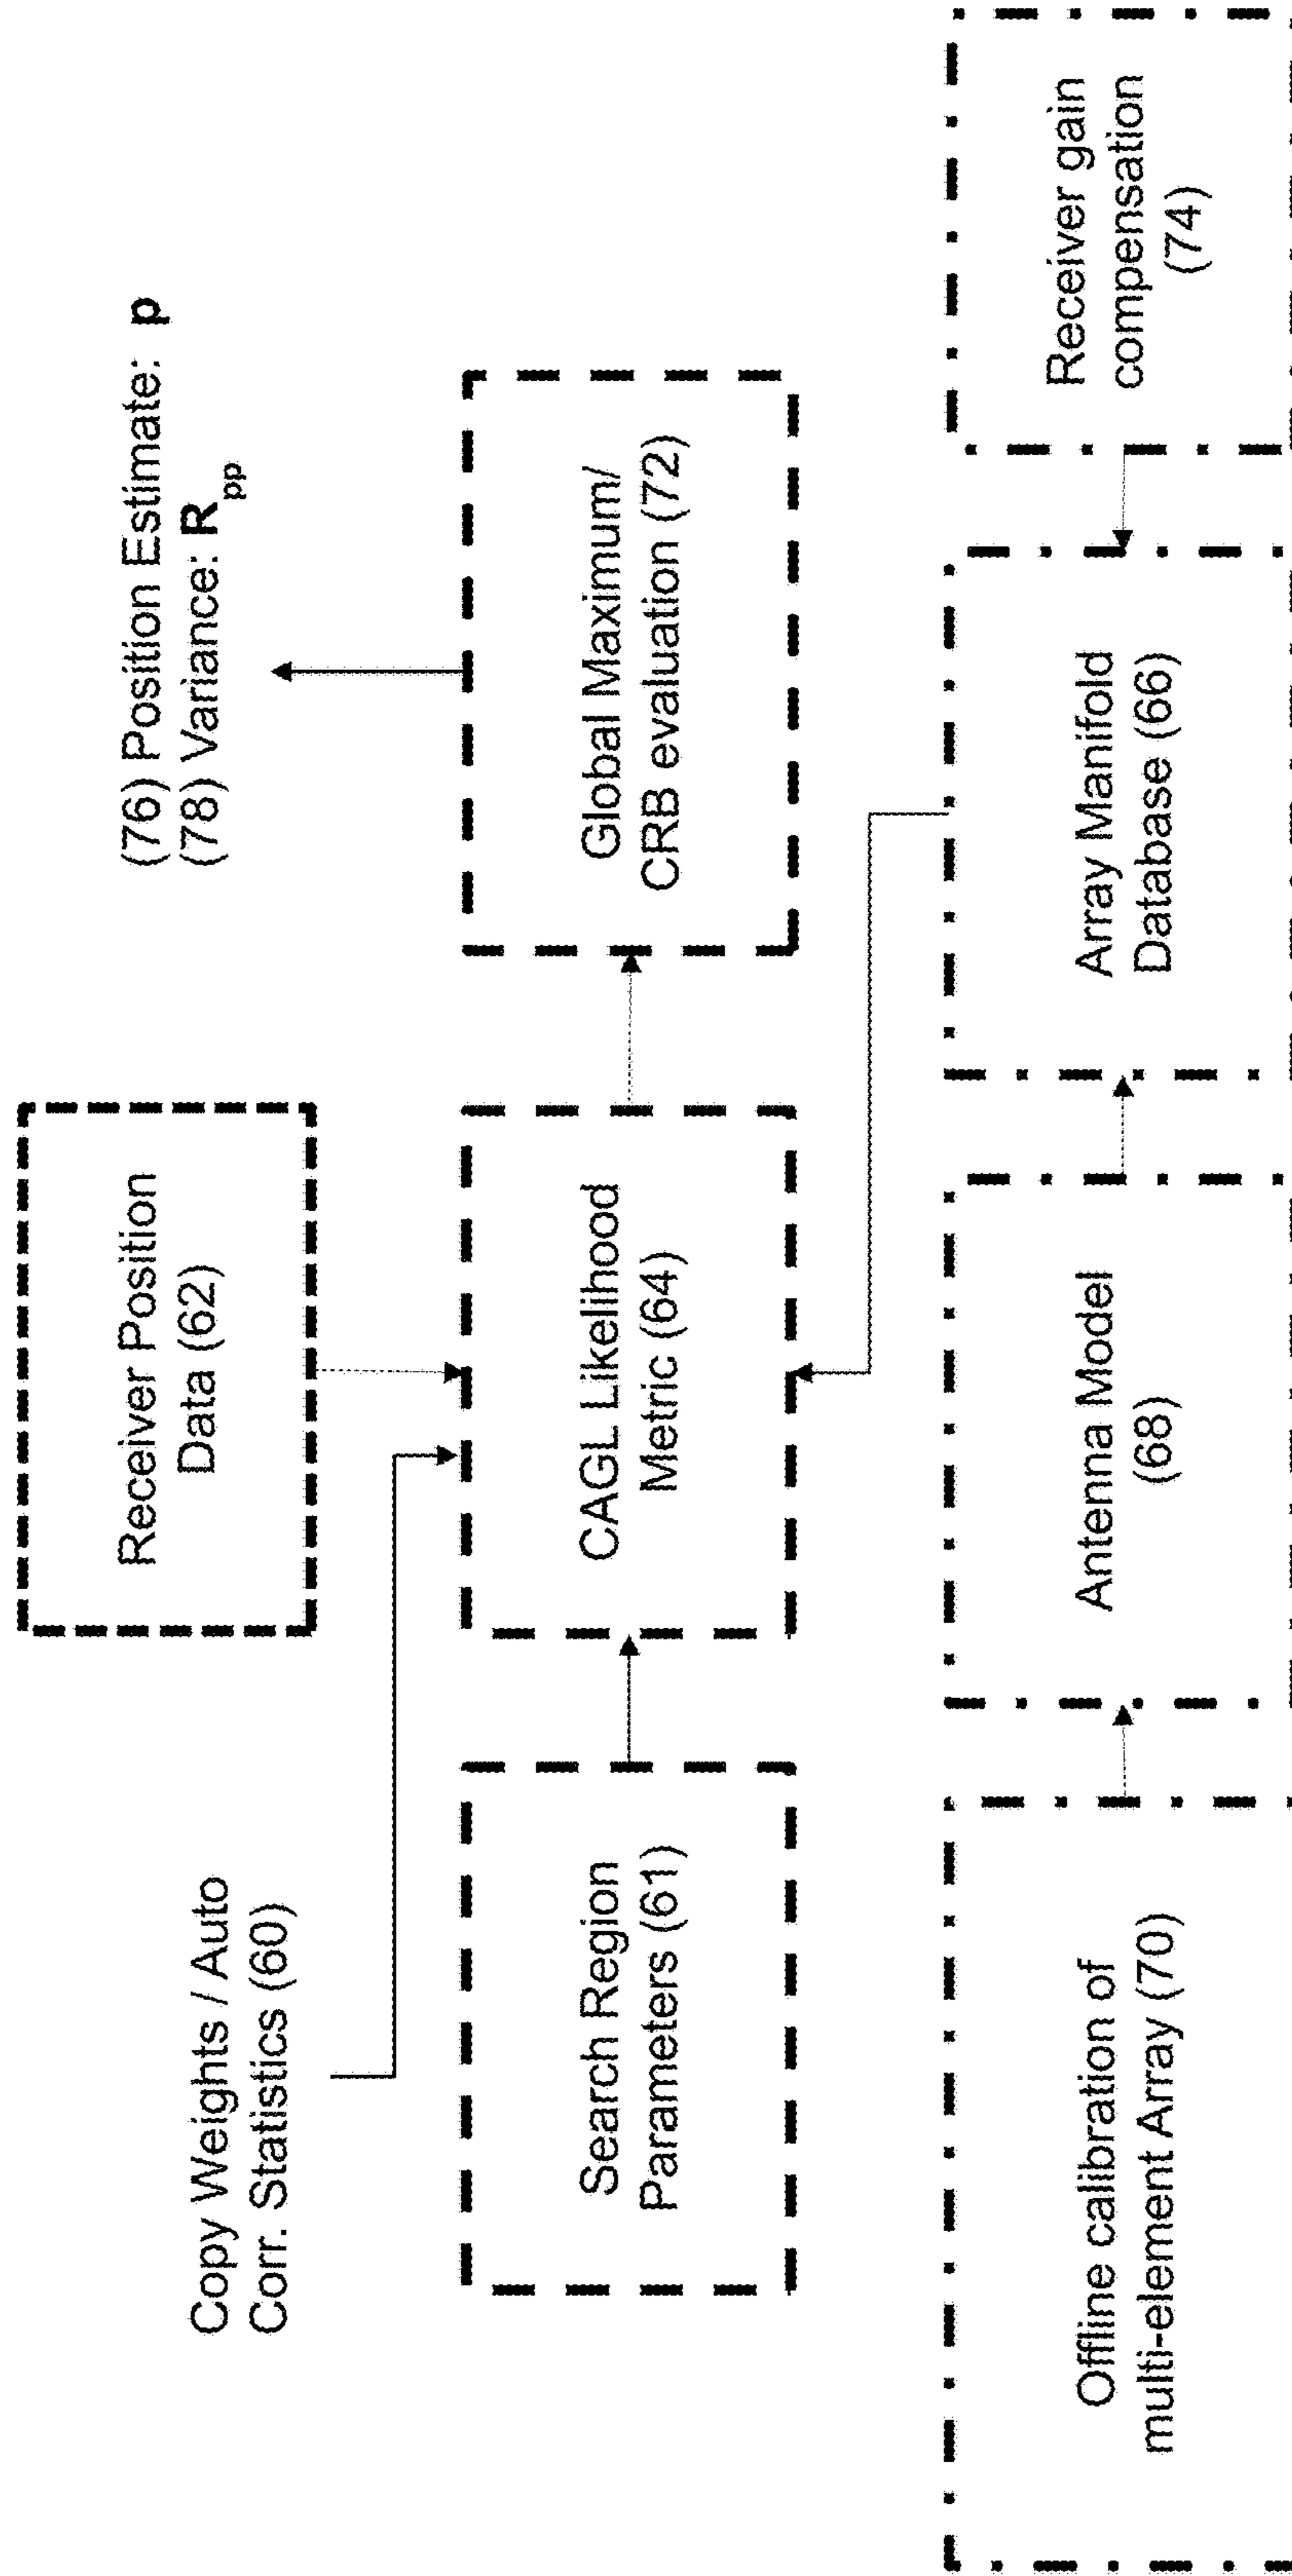 Copy Weights / Auto
Corr. Statistics (60)
Receiver Position
Data (62)
(76) Position Estimate: p
(78) Variance: Rpp
Search Region
Parameters (61)
CAGL Likelihood
Metric (64)
Global Maximum/
CRB evaluation (72)
Offline calibration of
multi-element Array (70)
Antenna Model
(68)
Array Manifold
Database (66)
Receiver gain
compensation
(74)